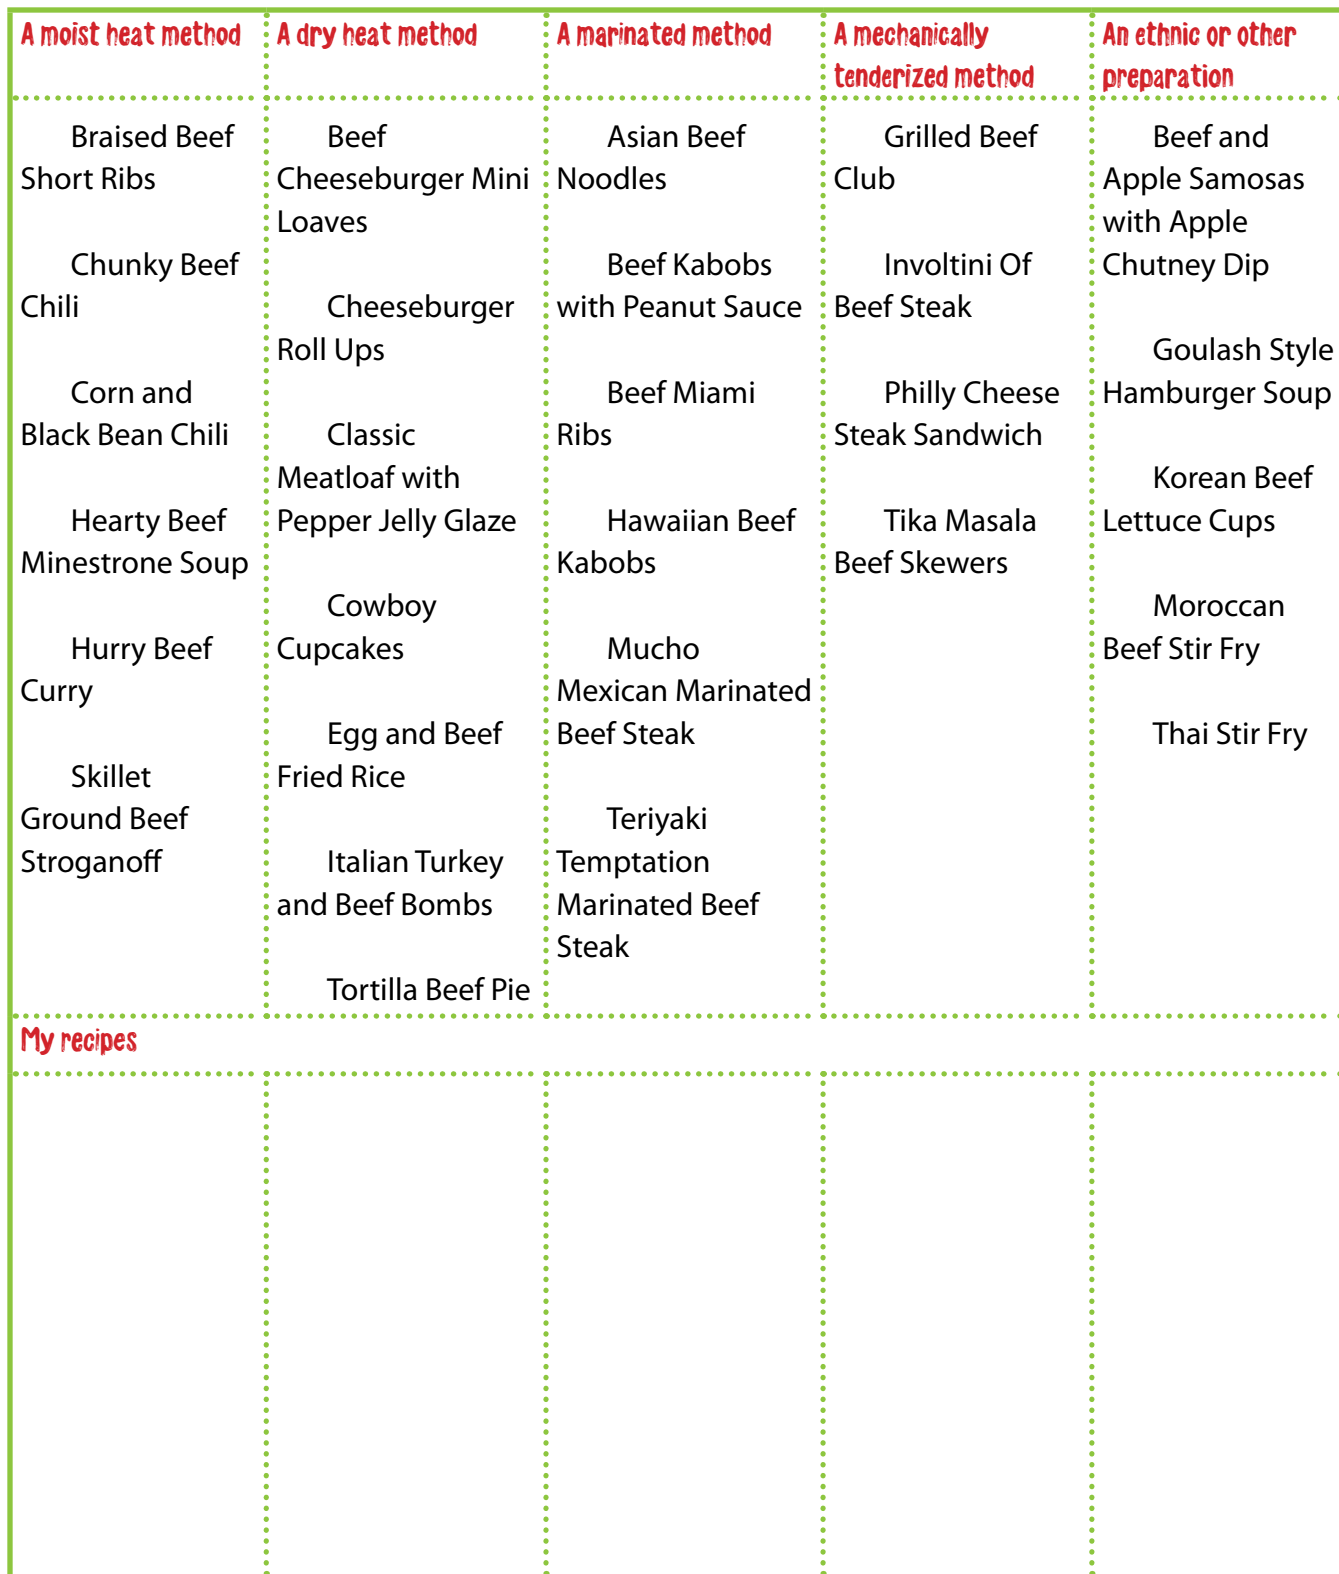 A moist heat method
A dry heat method
A marinated method
A mechanically
tenderized method
An ethnic or other
preparation
Braised Beef
Short Ribs
Chunky Beef
Chili
Corn and
Black Bean Chili
Hearty Beef
Minestrone Soup
Hurry Beef
Curry
Skillet
Ground Beef
Stroganoff
Beef
Cheeseburger Mini
Loaves
Cheeseburger
Roll Ups
Classic
Meatloaf with
Pepper Jelly Glaze
Cowboy
Cupcakes
Egg and Beef
Fried Rice
Italian Turkey
and Beef Bombs
Tortilla Beef Pie
Asian Beef
Noodles
Beef Kabobs
with Peanut Sauce
Beef Miami
Ribs
Hawaiian Beef
Kabobs
Mucho
Mexican Marinated
Beef Steak
Teriyaki
Temptation
Marinated Beef
Steak
Grilled Beef
Club
Involtini Of
Beef Steak
Philly Cheese
Steak Sandwich
Tika Masala
Beef Skewers
Beef and
Apple Samosas
with Apple
Chutney Dip
Goulash Style
Hamburger Soup
Korean Beef
Lettuce Cups
Moroccan
Beef Stir Fry
Thai Stir Fry
My recipes